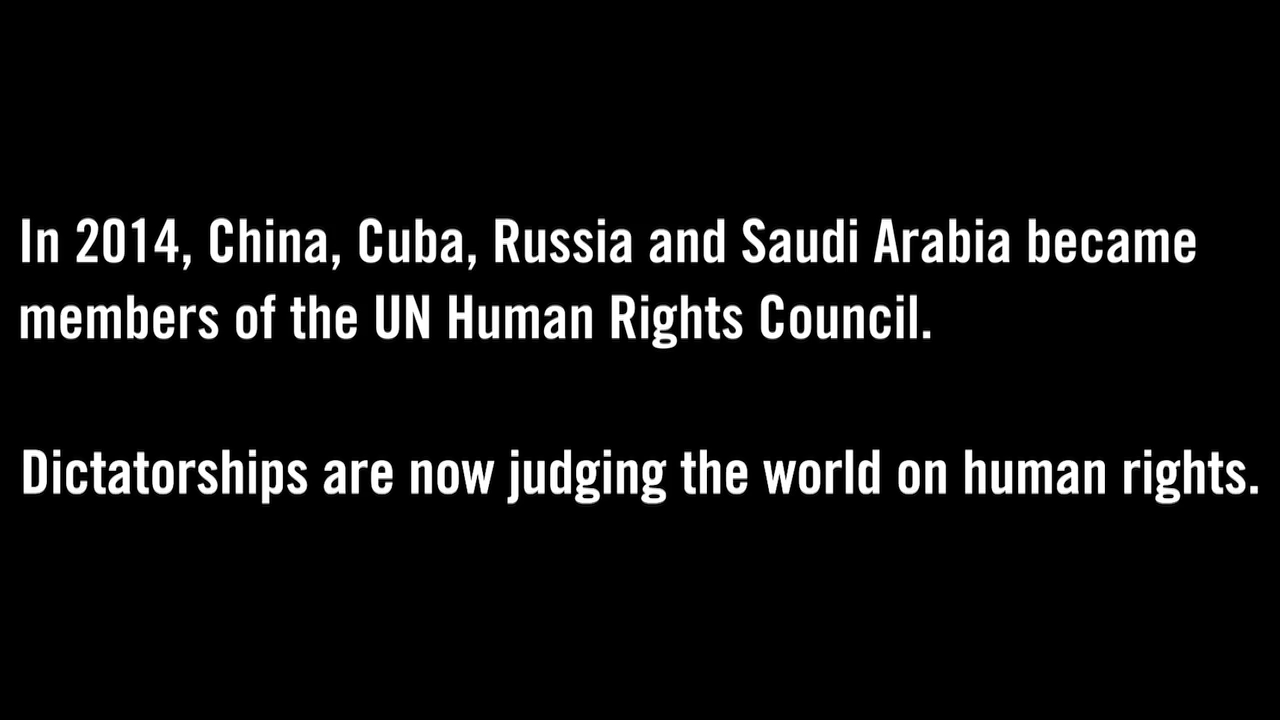 In 2014, China, Cuba, Russia and Saudi Arabia became
members of the UN Human Rights Council.
Dictatorships are now judging the world on human rights.